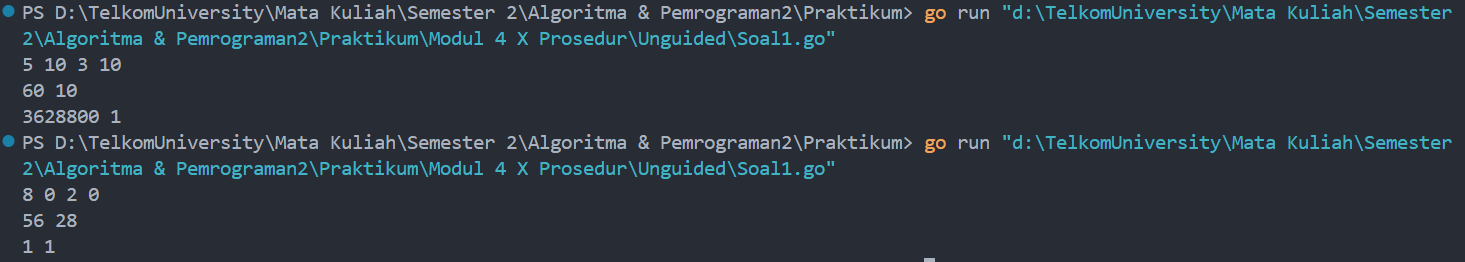 PS D:\TelkomUniversity\Mata Kuliah\Semester 2\Algoritma & Pemrograman2\Praktikum> go run "d:\TelkomUniversity\Mata Kuliah\Semester
2\Algoritma & Pemrograman2\Praktikum\Modul 4 X Prosedur\Unguided\Soal1.go"
5 10 3 10
60 10
3628800 1
PS D:\TelkomUniversity\Mata Kuliah\Semester 2\Algoritma & Pemrograman2\Praktikum> go run "d:\TelkomUniversity\Mata Kuliah\Semester
2\Algoritma & Pemrograman2\Praktikum\Modul 4 X Prosedur\Unguided\Soal1.go"
8 0 2 0
56 28
1 1